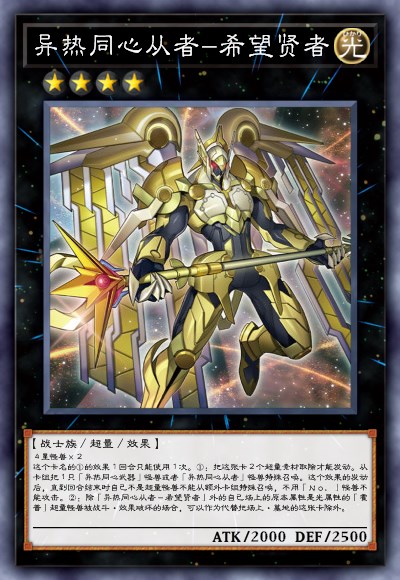 异热同心从者-希望贤者
光
【战士族/超量/效果】
4星怪兽×2
这个卡名的①的效果1回合只能使用1次。①：把这张卡2个超量素材取除才能发动。从
卡组把1只「异热同心武器」怪兽或者「异热同心从者」怪兽特殊召唤。这个效果的发动
后，直到回合结束时自己不是超量怪兽不能从额外卡组特殊召唤，不用「No.」怪兽不
能攻击。②：除「异热同心从者-希望贤者」外的自己场上的原本属性是光属性的「霍
普」超量怪兽被战斗·效果破坏的场合，可以作为代替把场上·墓地的这张卡除外。
ATK/2000 DEF/2500